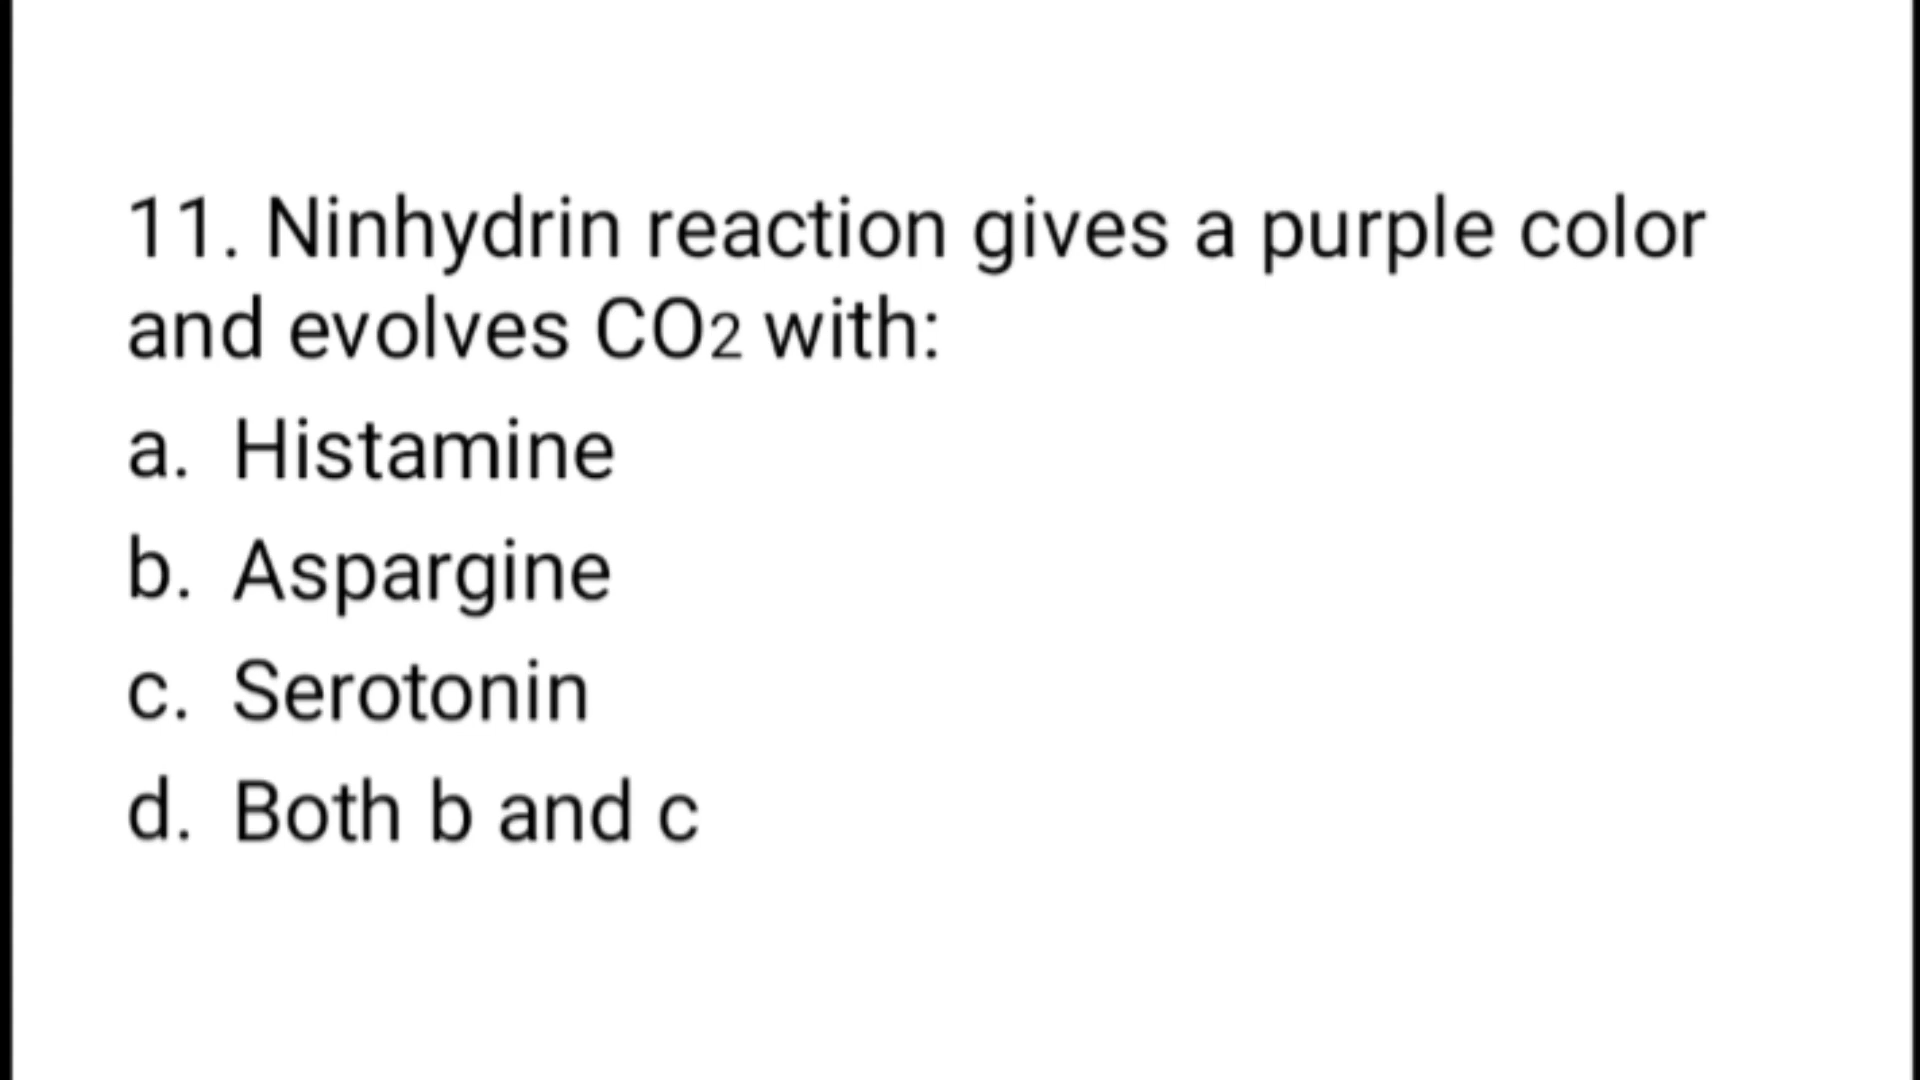 11. Ninhydrin reaction gives a purple color
and evolves CO2 with:
a. Histamine
b. Aspargine
c. Serotonin
d. Both b and c